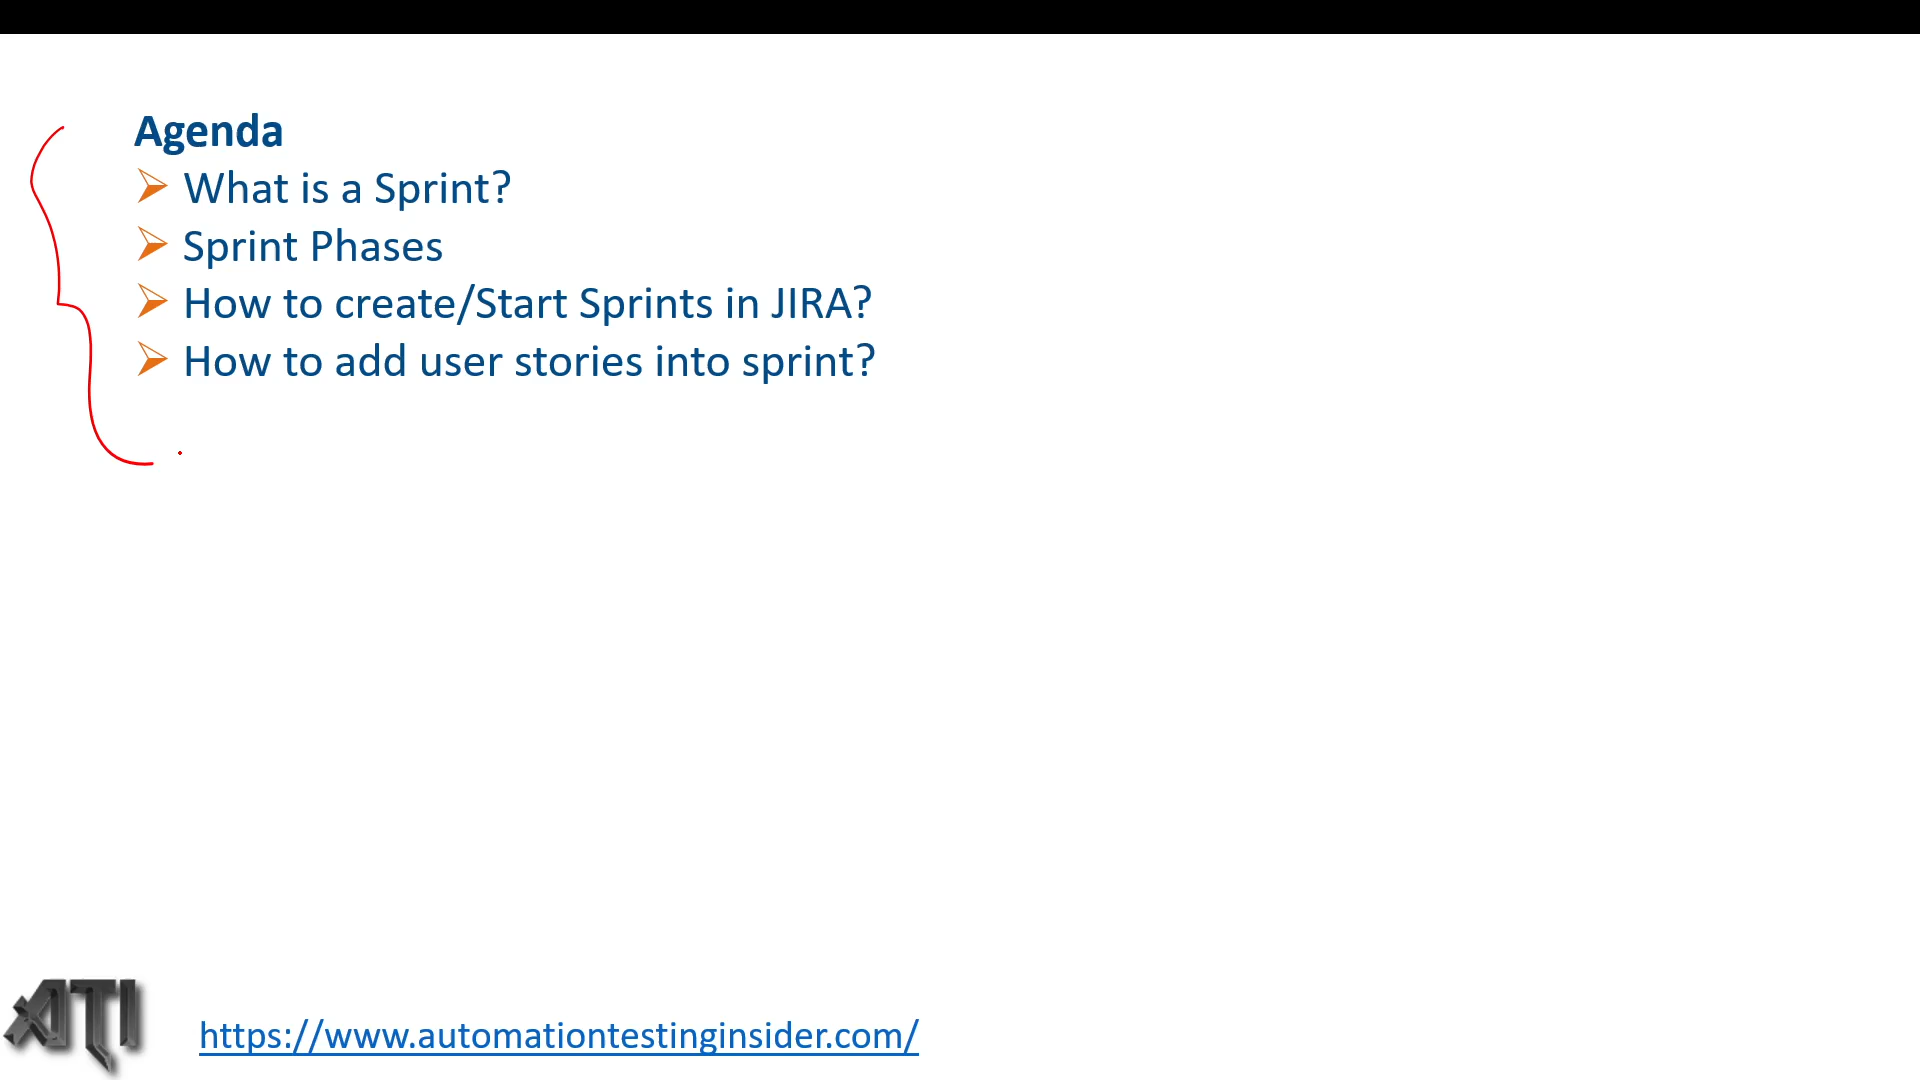 Agenda
What is a Sprint?
Sprint Phases
How to create/Start Sprints in JIRA?
How to add user stories into sprint?
ATI
https://www.automationtestinginsider.com/